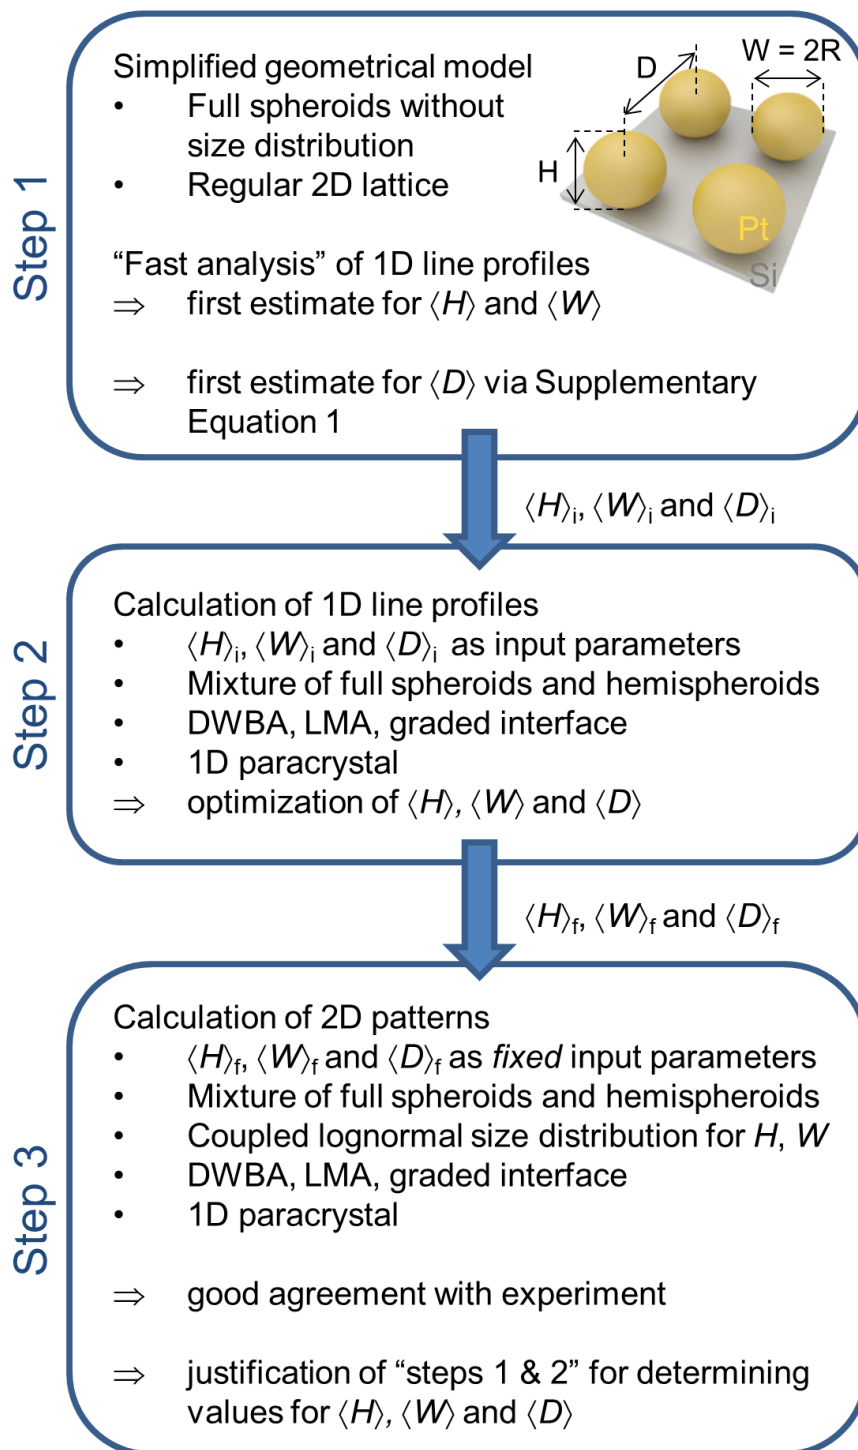 Step 1
Simplified geometrical model
• Full spheroids without
size distribution
• Regular 2D lattice
D
W = 2R
H
Pt
Si
“Fast analysis” of 1D line profiles
⇒ first estimate for ⟨H⟩ and ⟨W⟩
⇒ first estimate for ⟨D⟩ via Supplementary
Equation 1
⟨H⟩i, ⟨W⟩i and ⟨D⟩i
Step 2
Calculation of 1D line profiles
• ⟨H⟩i, ⟨W⟩i and ⟨D⟩i as input parameters
• Mixture of full spheroids and hemispheroids
• DWBA, LMA, graded interface
• 1D paracrystal
⇒ optimization of ⟨H⟩, ⟨W⟩ and ⟨D⟩
⟨H⟩f, ⟨W⟩f and ⟨D⟩f
Step 3
Calculation of 2D patterns
• ⟨H⟩f, ⟨W⟩f and ⟨D⟩f as fixed input parameters
• Mixture of full spheroids and hemispheroids
• Coupled lognormal size distribution for H, W
• DWBA, LMA, graded interface
• 1D paracrystal
⇒ good agreement with experiment
⇒ justification of “steps 1 & 2” for determining
values for ⟨H⟩, ⟨W⟩ and ⟨D⟩